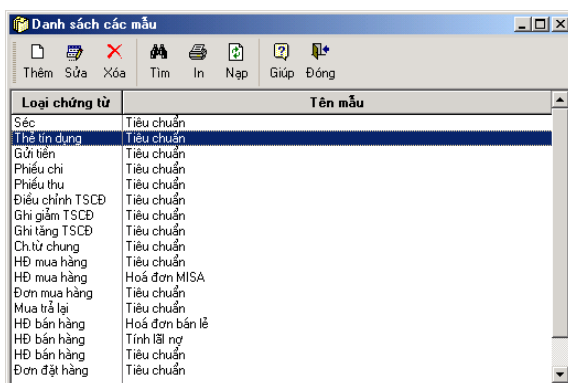 Danh sách các mẫu
Thêm Sửa Xóa Tìm In Nạp Giúp Đóng
Loại chứng từ Tên mẫu
Séc Tiêu chuẩn
Thẻ tín dụng Tiêu chuẩn
Gửi tiền Tiêu chuẩn
Phiếu chi Tiêu chuẩn
Phiếu thu Tiêu chuẩn
Điều chỉnh TSCĐ Tiêu chuẩn
Ghi giảm TSCĐ Tiêu chuẩn
Ghi tăng TSCĐ Tiêu chuẩn
Ch.từ chung Tiêu chuẩn
HĐ mua hàng Tiêu chuẩn
HĐ mua hàng Hoá đơn MISA
Đơn mua hàng Tiêu chuẩn
Mua trả lại Tiêu chuẩn
HĐ bán hàng Hoá đơn bán lẻ
HĐ bán hàng Tính lãI nợ
HĐ bán hàng Tiêu chuẩn
Đơn đặt hàng Tiêu chuẩn